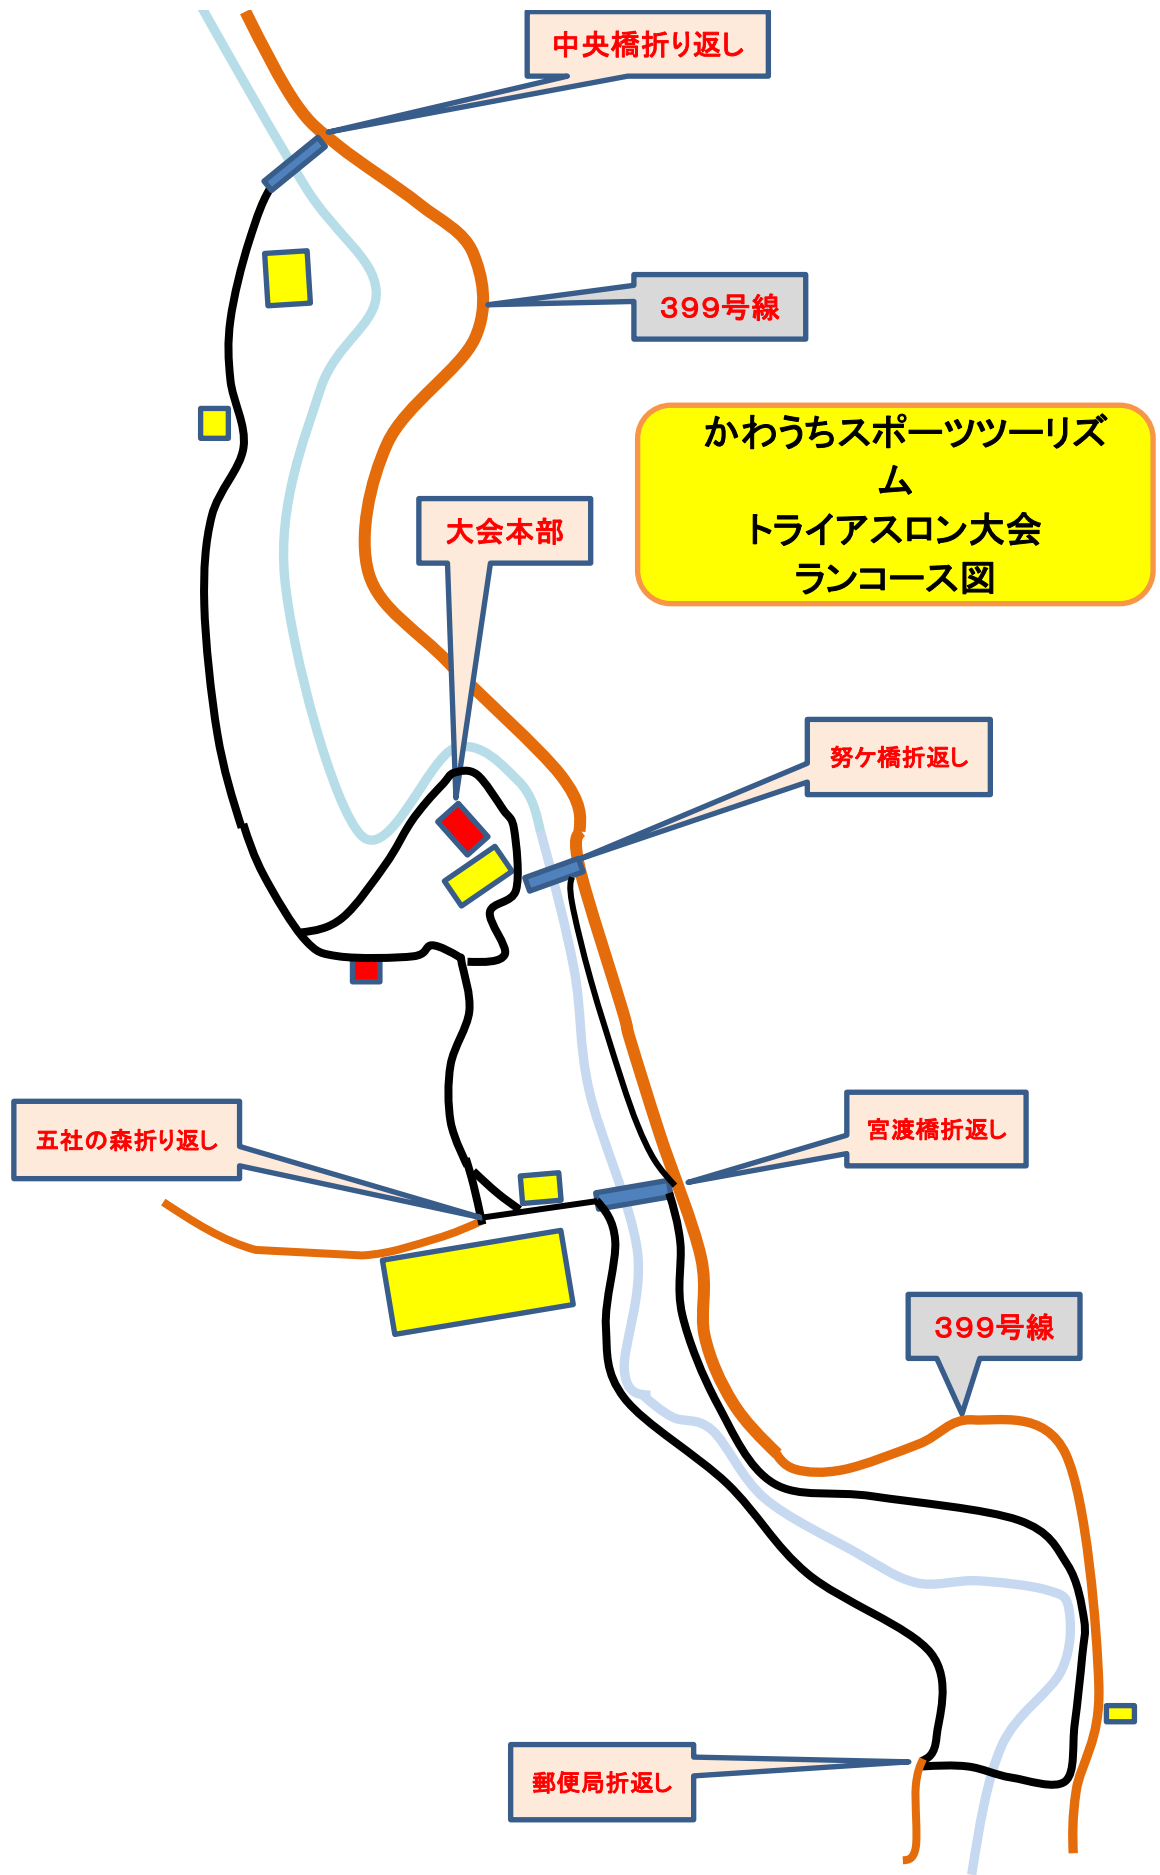 中央橋折り返し
３９９号線
かわうちスポーツツーリズ
ム
トライアスロン大会
ランコース図
大会本部
努ケ橋折返し
宮渡橋折返し
五社の森折り返し
３９９号線
郵便局折返し